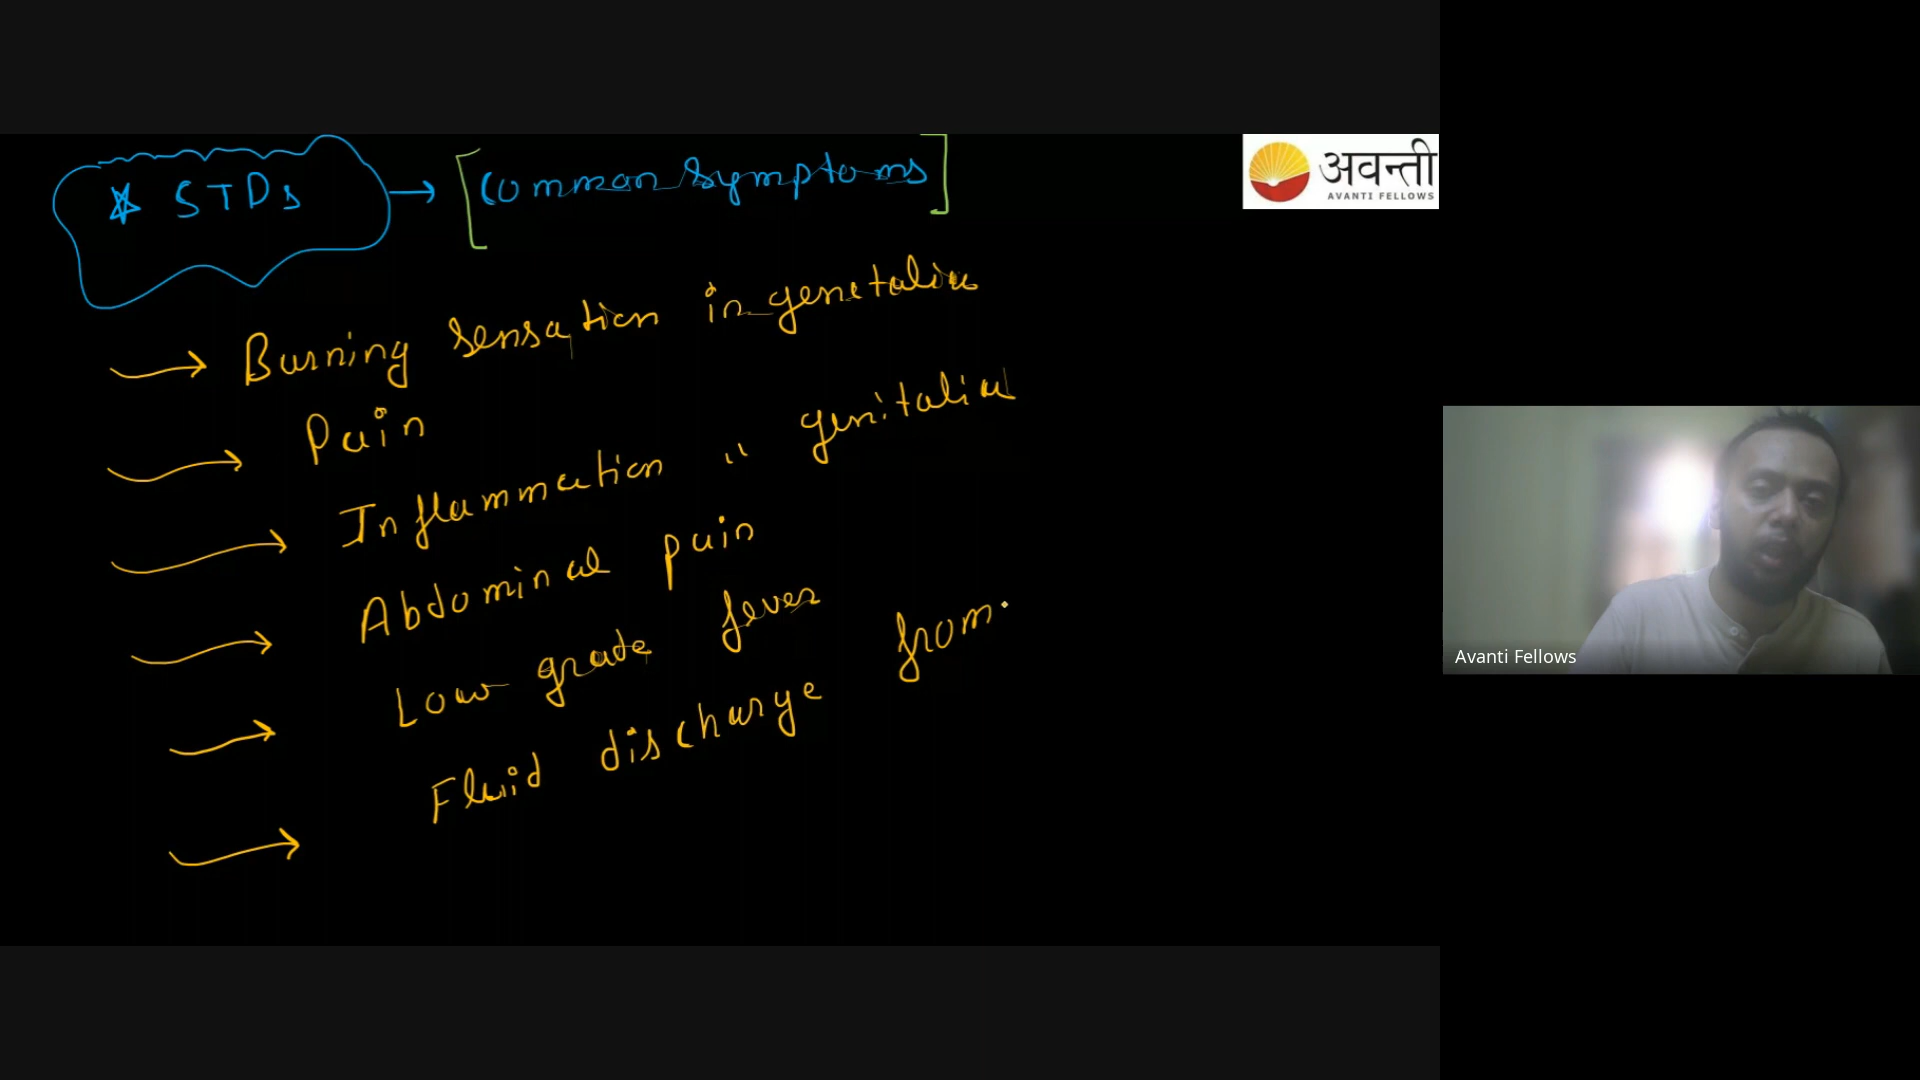 * STDs → [Common Symptoms]
अवन्ती
AVANTI FELLOWS
→ Burning sensation in genetalia
→ Pain
→ Inflammation " genitalia
→ Abdominal pain
→ Low grade fever
→ Fluid discharge from
Avanti Fellows